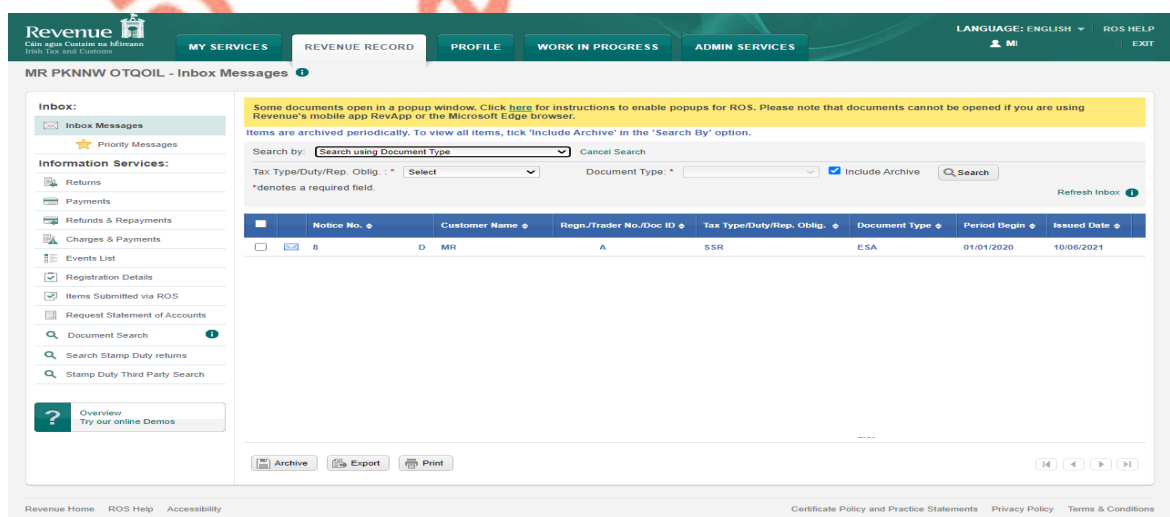 Revenue
Cáin agus Custaim na hÉireann
Irish Tax and Customs
MY SERVICES
REVENUE RECORD
PROFILE
WORK IN PROGRESS
ADMIN SERVICES
LANGUAGE: ENGLISH
ROS HELP
MI
EXIT
MR PKNNW OTQOIL - Inbox Messages
Inbox:
Inbox Messages
Priority Messages
Information Services:
Returns
Payments
Refunds & Repayments
Charges & Payments
Events List
Registration Details
Items Submitted via ROS
Request Statement of Accounts
Document Search
Search Stamp Duty returns
Stamp Duty Third Party Search
Overview
Try our online Demos
Some documents open in a popup window. Click here for instructions to enable popups for ROS. Please note that documents cannot be opened if you are using
Revenue's mobile app RevApp or the Microsoft Edge browser.
Items are archived periodically. To view all items, tick 'Include Archive' in the 'Search By' option.
Search by: Search using Document Type Cancel Search
Tax Type/Duty/Rep. Oblig. : * Select Document Type: * Include Archive Search
*denotes a required field.
Refresh Inbox
Notice No. Customer Name Regn./Trader No./Doc ID Tax Type/Duty/Rep. Oblig. Document Type Period Begin Issued Date
8 D MR A SSR ESA 01/01/2020 10/06/2021
Archive Export Print
Revenue Home ROS Help Accessibility
Certificate Policy and Practice Statements Privacy Policy Terms & Conditions